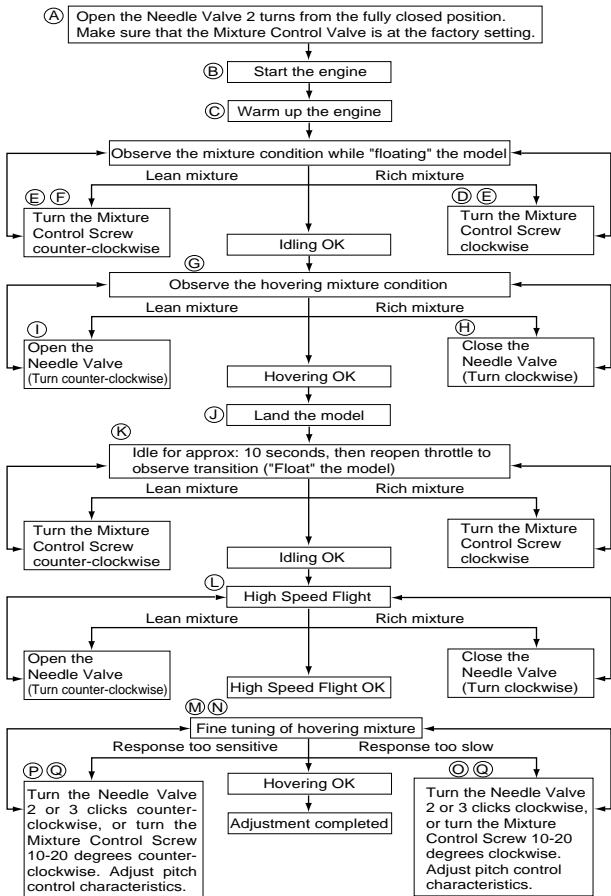 A
Open the Needle Valve 2 turns from the fully closed position.
Make sure that the Mixture Control Valve is at the factory setting.
B
Start the engine
C
Warm up the engine
Observe the mixture condition while "floating" the model
Lean mixture
Rich mixture
E F
Turn the Mixture
Control Screw
counter-clockwise
D E
Turn the Mixture
Control Screw
clockwise
Idling OK
G
Observe the hovering mixture condition
Lean mixture
Rich mixture
I
Open the
Needle Valve
(Turn counter-clockwise)
H
Close the
Needle Valve
(Turn clockwise)
Hovering OK
J
Land the model
K
Idle for approx: 10 seconds, then reopen throttle to
observe transition ("Float" the model)
Lean mixture
Rich mixture
Turn the Mixture
Control Screw
counter-clockwise
Turn the Mixture
Control Screw
clockwise
Idling OK
L
High Speed Flight
Lean mixture
Rich mixture
Open the
Needle Valve
(Turn counter-clockwise)
Close the
Needle Valve
(Turn clockwise)
High Speed Flight OK
M N
Fine tuning of hovering mixture
Response too sensitive
Response too slow
P Q
Turn the Needle Valve
2 or 3 clicks counter-
clockwise, or turn the
Mixture Control Screw
10-20 degrees counter-
clockwise. Adjust pitch
control characteristics.
Hovering OK
Adjustment completed
O Q
Turn the Needle Valve
2 or 3 clicks clockwise,
or turn the Mixture
Control Screw 10-20
degrees clockwise.
Adjust pitch control
characteristics.